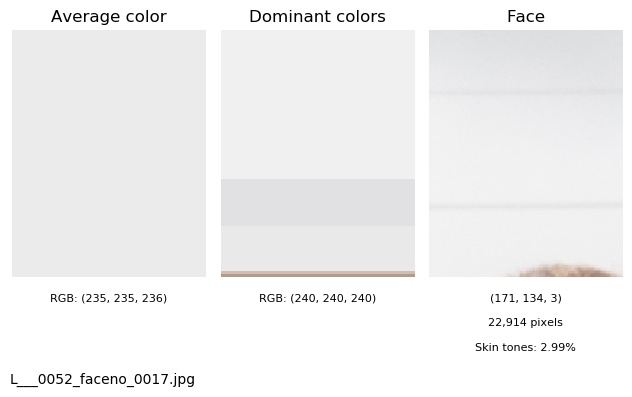 Average color
Dominant colors
Face
RGB: (235, 235, 236)
RGB: (240, 240, 240)
(171, 134, 3)
22,914 pixels
Skin tones: 2.99%
L___0052_faceno_0017.jpg